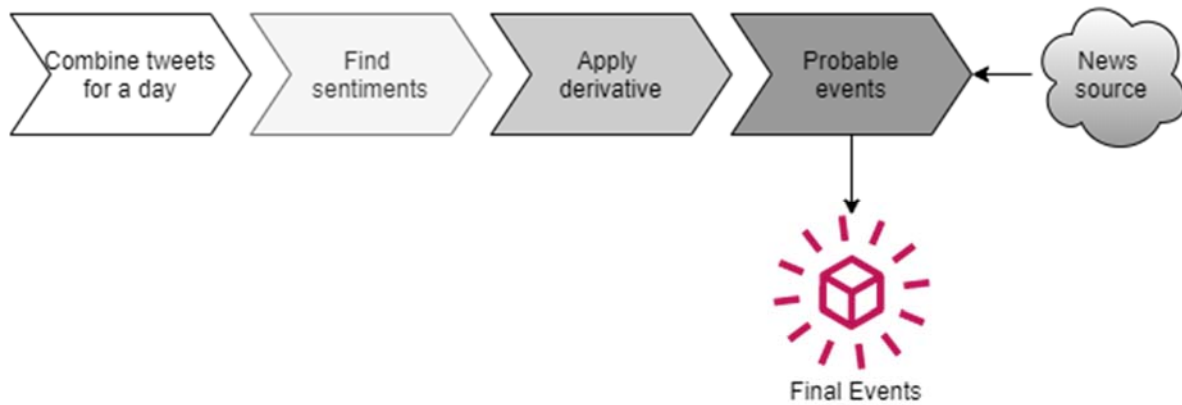 Combine tweets
for a day
Find
sentiments
Apply
derivative
Probable
events
News
source
Final Events